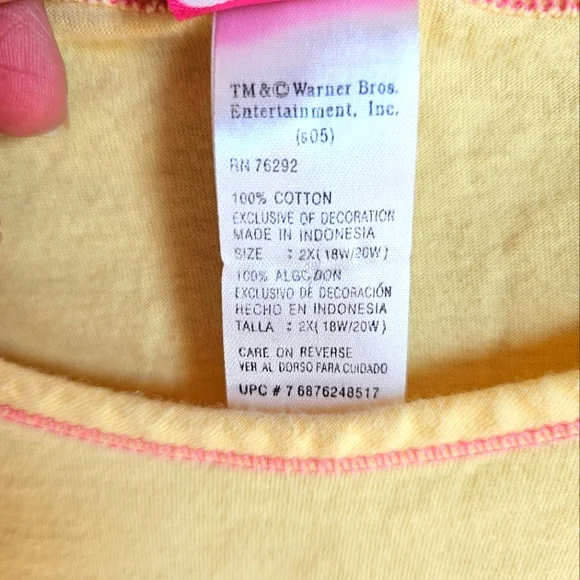 TM & © Warner Bros.
Entertainment, Inc.
(s05)
RN 76292
100% COTTON
EXCLUSIVE OF DECORATION
MADE IN INDONESIA
SIZE : 2X(18W/20W)
100% ALGODON
EXCLUSIVO DE DECORACIÓN
HECHO EN INDONESIA
TALLA : 2X(18W/20W)
CARE ON REVERSE
VER AL DORSO PARA CUIDADO
UPC # 7 6876248517